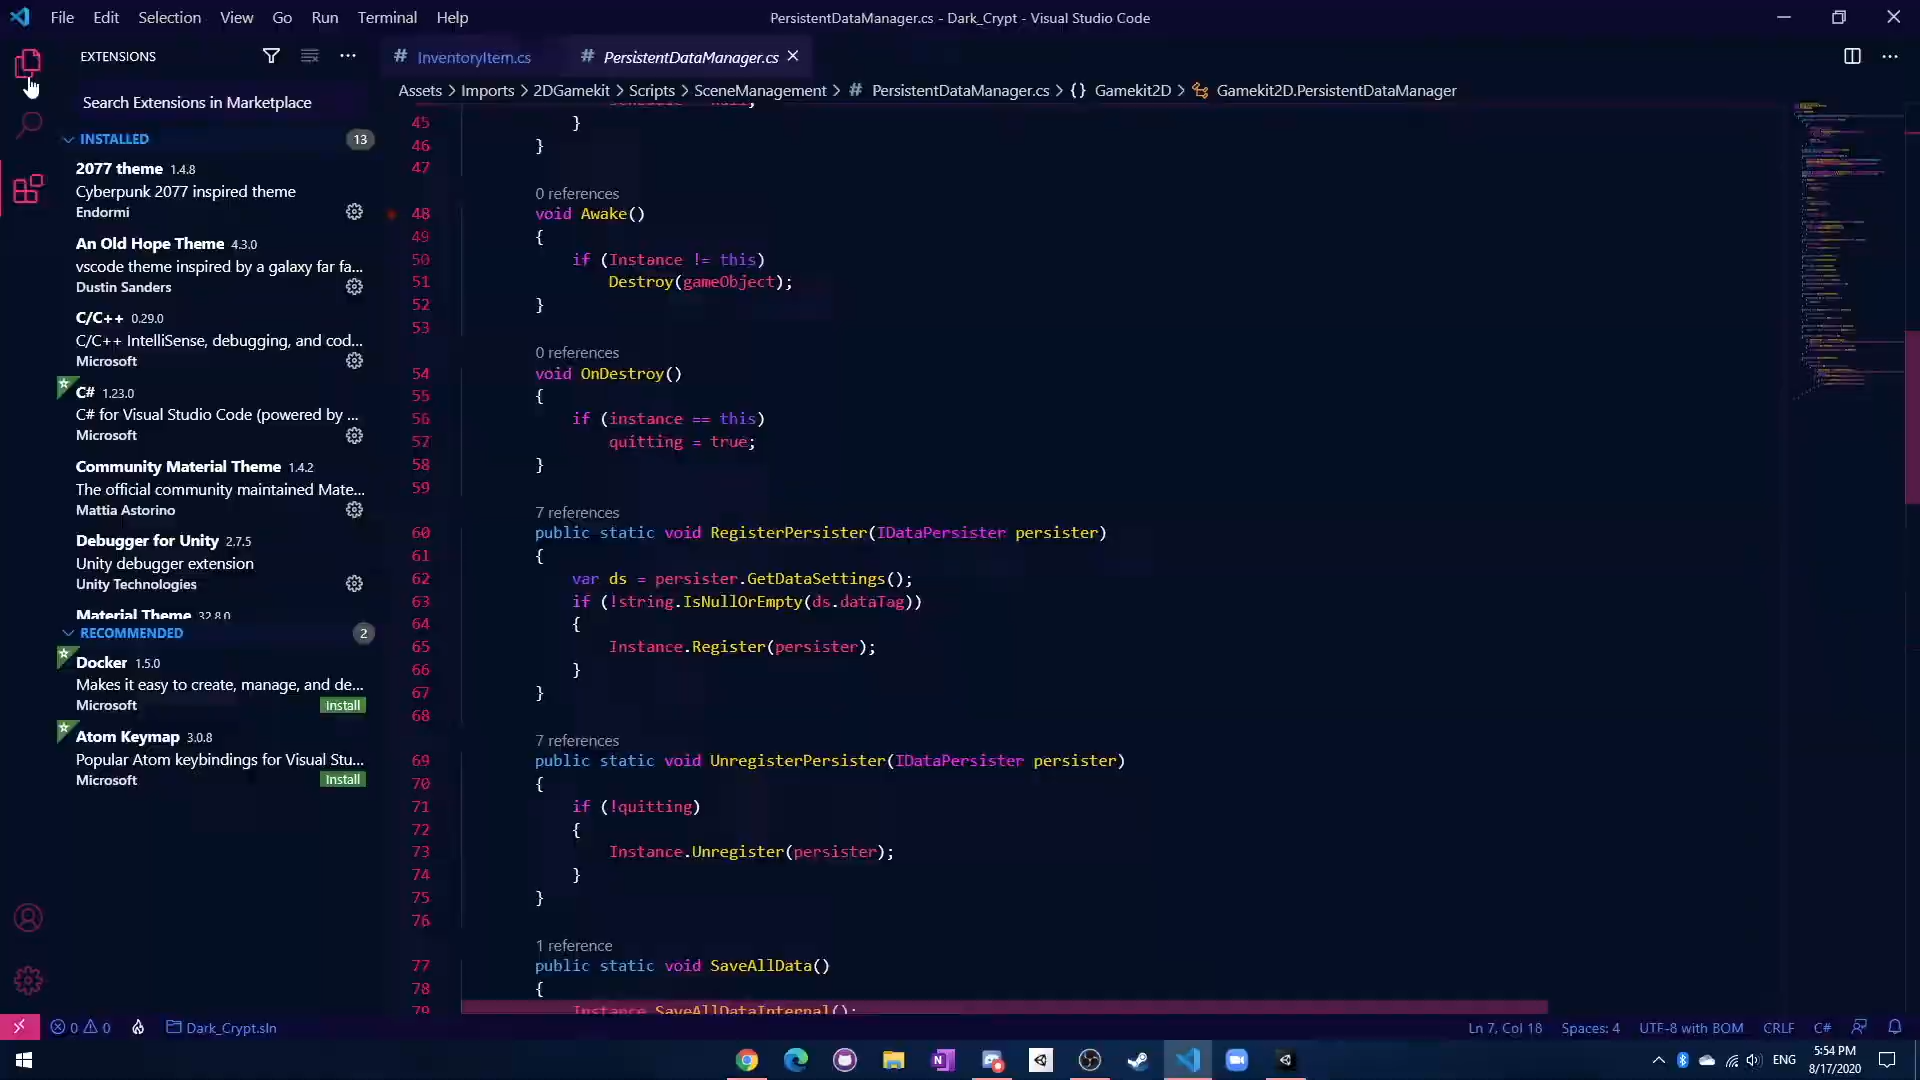 File Edit Selection View Go Run Terminal Help
PersistentDataManager.cs - Dark_Crypt - Visual Studio Code
EXTENSIONS
# InventoryItem.cs
# PersistentDataManager.cs
Assets > Imports > 2DGamekit > Scripts > SceneManagement > # PersistentDataManager.cs > {} Gamekit2D > Gamekit2D.PersistentDataManager
Search Extensions in Marketplace
INSTALLED 13
2077 theme 1.4.8
Cyberpunk 2077 inspired theme
Endormi
An Old Hope Theme 4.3.0
vscode theme inspired by a galaxy far fa...
Dustin Sanders
C/C++ 0.29.0
C/C++ IntelliSense, debugging, and cod...
Microsoft
C# 1.23.0
C# for Visual Studio Code (powered by ...
Microsoft
Community Material Theme 1.4.2
The official community maintained Mate...
Mattia Astorino
Debugger for Unity 2.7.5
Unity debugger extension
Unity Technologies
Material Theme 32.8.0
RECOMMENDED 2
Docker 1.5.0
Makes it easy to create, manage, and de...
Microsoft Install
Atom Keymap 3.0.8
Popular Atom keybindings for Visual Stu...
Microsoft Install
45 }
46 }
47
0 references
48 void Awake()
49 {
50 if (Instance != this)
51 Destroy(gameObject);
52 }
53
0 references
54 void OnDestroy()
55 {
56 if (instance == this)
57 quitting = true;
58 }
59
7 references
60 public static void RegisterPersister(IDataPersister persister)
61 {
62 var ds = persister.GetDataSettings();
63 if (!string.IsNullOrEmpty(ds.dataTag))
64 {
65 Instance.Register(persister);
66 }
67 }
68
7 references
69 public static void UnregisterPersister(IDataPersister persister)
70 {
71 if (!quitting)
72 {
73 Instance.Unregister(persister);
74 }
75 }
76
1 reference
77 public static void SaveAllData()
78 {
79 Instance.SaveAllDataInternal();
0 0 Dark_Crypt.sln
Ln 7, Col 18 Spaces: 4 UTF-8 with BOM CRLF C#
ENG
5:54 PM
8/17/2020